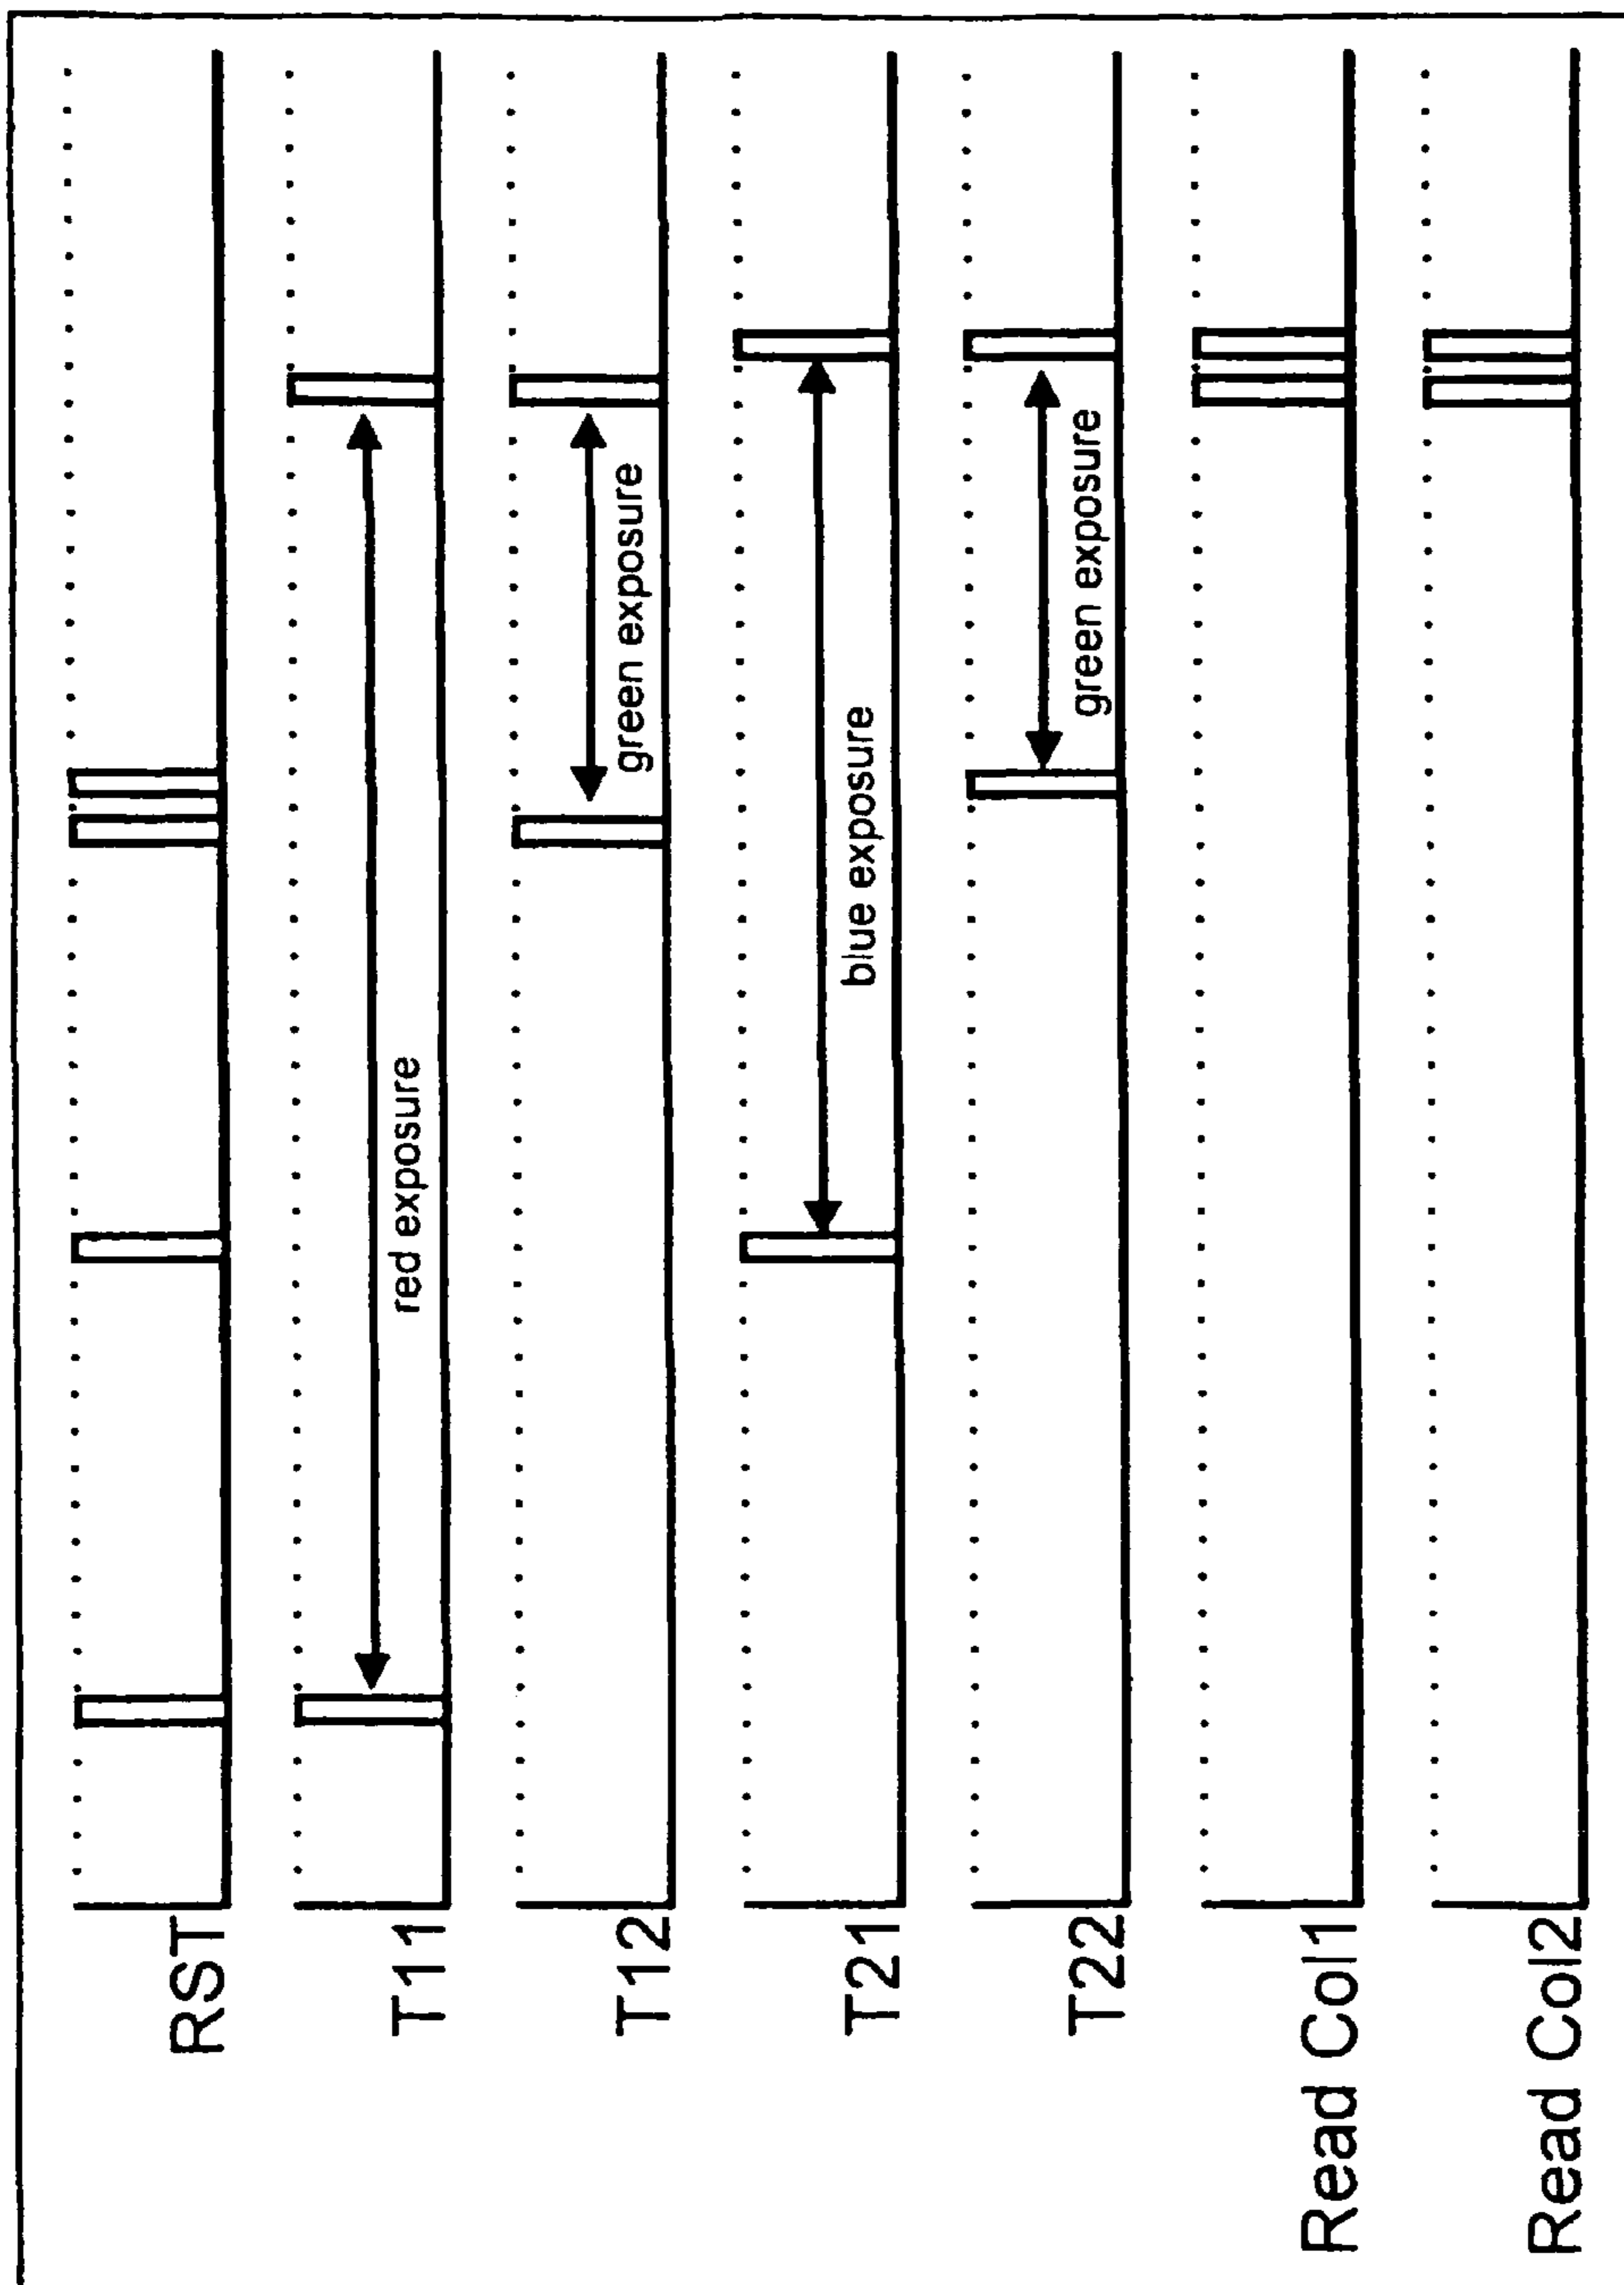 RST
T11
red exposure
T12
green exposure
T21
blue exposure
T22
green exposure
Read Col1
Read Col2